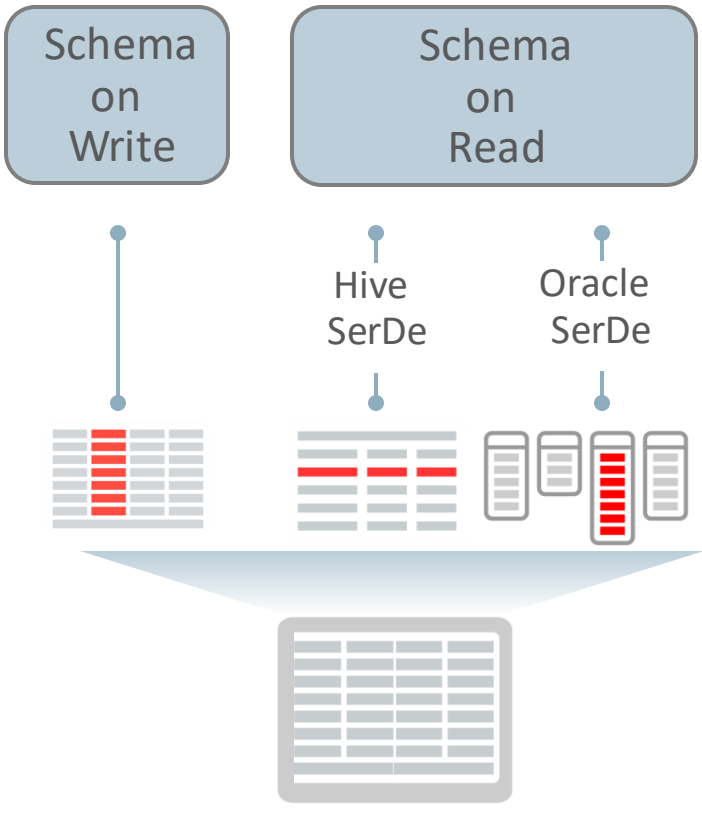 Schema
on
Write
Schema
on
Read
Hive
SerDe
Oracle
SerDe